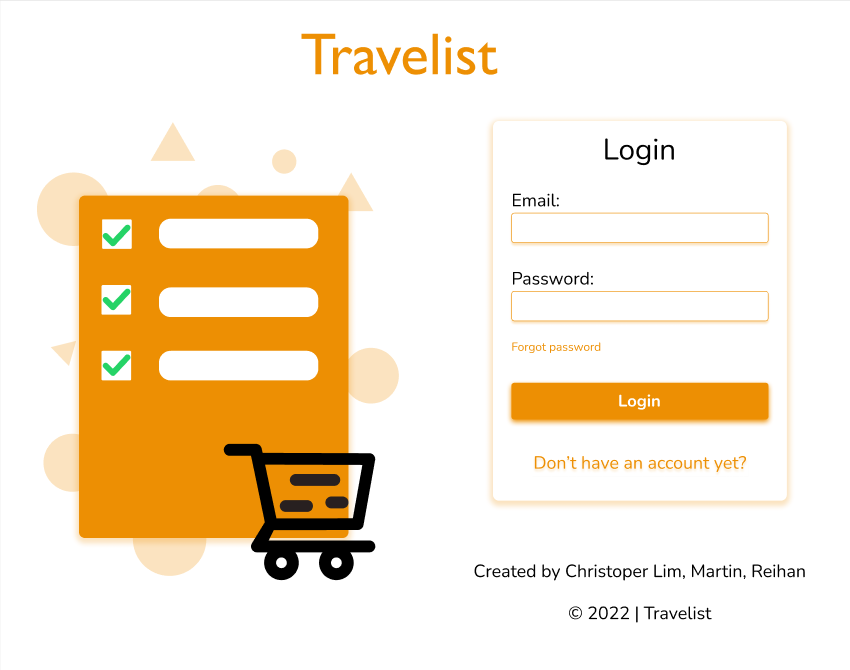 Travelist
Login
Email:
Password:
Forgot password
Login
Don't have an account yet?
Created by Christoper Lim, Martin, Reihan
© 2022 | Travelist